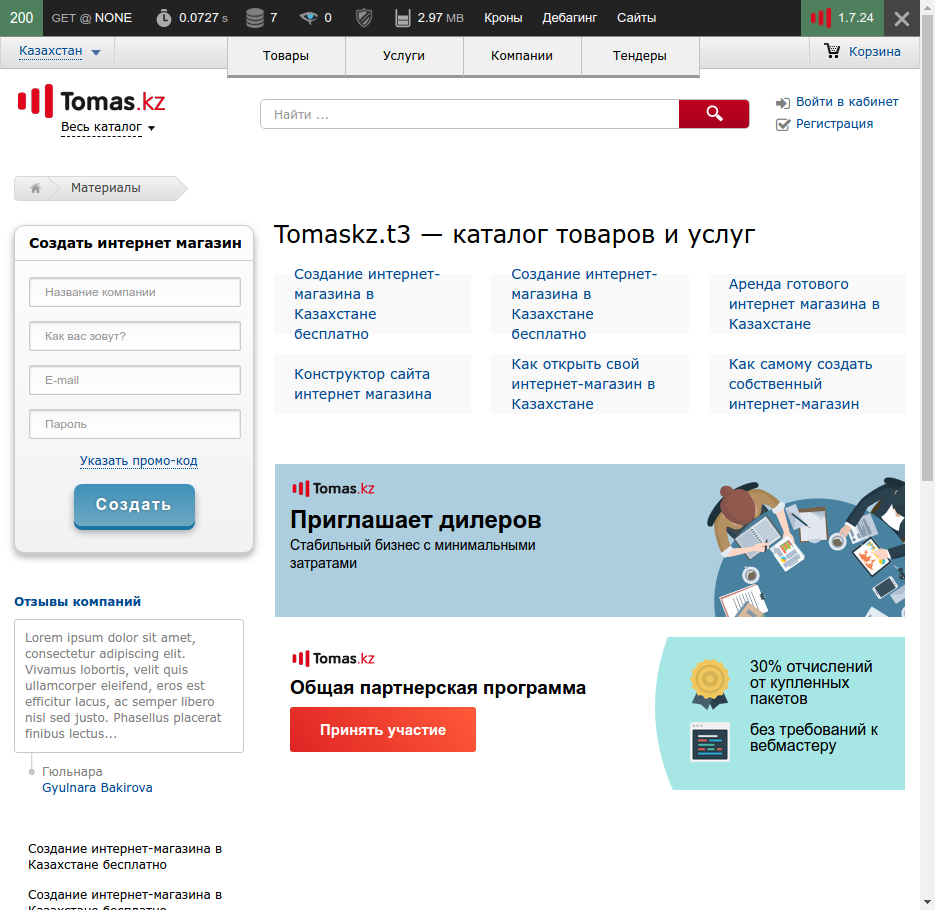 200 GET @ NONE 0.0727 s 7 0 2.97 MB Кроны Дебагинг Сайты 1.7.24
Казахстан Товары Услуги Компании Тендеры Корзина
Tomas.kz
Весь каталог
Найти ...
Войти в кабинет
Регистрация
Материалы
Создать интернет магазин
Название компании
Как вас зовут?
E-mail
Пароль
Указать промо-код
Создать
Отзывы компаний
Lorem ipsum dolor sit amet,
consectetur adipiscing elit.
Vivamus lobortis, velit quis
ullamcorper eleifend, eros est
efficitur lacus, ac semper libero
nisl sed justo. Phasellus placerat
finibus lectus...
Гюльнара
Gyulnara Bakirova
Создание интернет-магазина в
Казахстане бесплатно
Создание интернет-магазина в
Казахстане бесплатно
Tomaskz.t3 — каталог товаров и услуг
Создание интернет-
магазина в
Казахстане
бесплатно
Создание интернет-
магазина в
Казахстане
бесплатно
Аренда готового
интернет магазина в
Казахстане
Конструктор сайта
интернет магазина
Как открыть свой
интернет-магазин в
Казахстане
Как самому создать
собственный
интернет-магазин
Tomas.kz
Приглашает дилеров
Стабильный бизнес с минимальными
затратами
Tomas.kz
Общая партнерская программа
Принять участие
30% отчислений
от купленных
пакетов
без требований к
вебмастеру